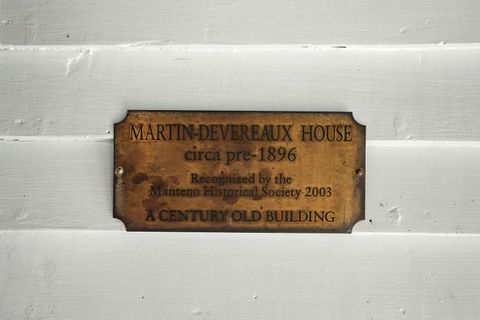 MARTIN-DEVEREAUX HOUSE
circa pre-1896
Recognized by the
Manteno Historical Society 2003
A CENTURY OLD BUILDING